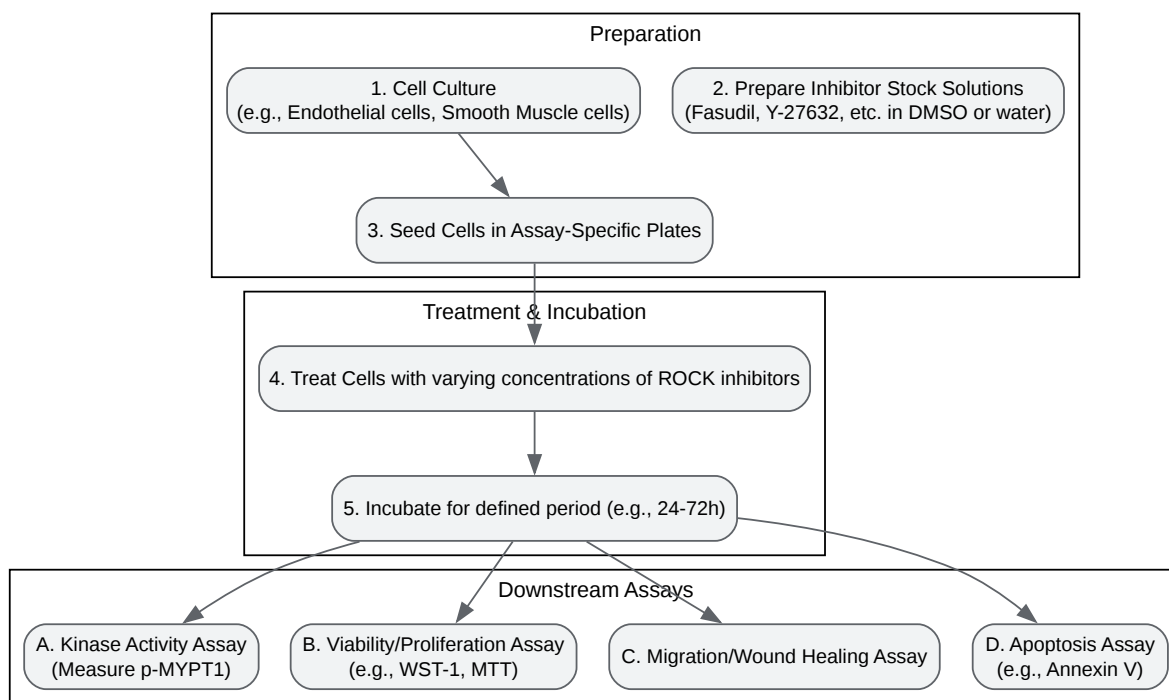 Preparation
1. Cell Culture
(e.g., Endothelial cells, Smooth Muscle cells)
2. Prepare Inhibitor Stock Solutions
(Fasudil, Y-27632, etc. in DMSO or water)
3. Seed Cells in Assay-Specific Plates
Treatment & Incubation
4. Treat Cells with varying concentrations of ROCK inhibitors
5. Incubate for defined period (e.g., 24-72h)
Downstream Assays
A. Kinase Activity Assay
(Measure p-MYPT1)
B. Viability/Proliferation Assay
(e.g., WST-1, MTT)
C. Migration/Wound Healing Assay
D. Apoptosis Assay
(e.g., Annexin V)